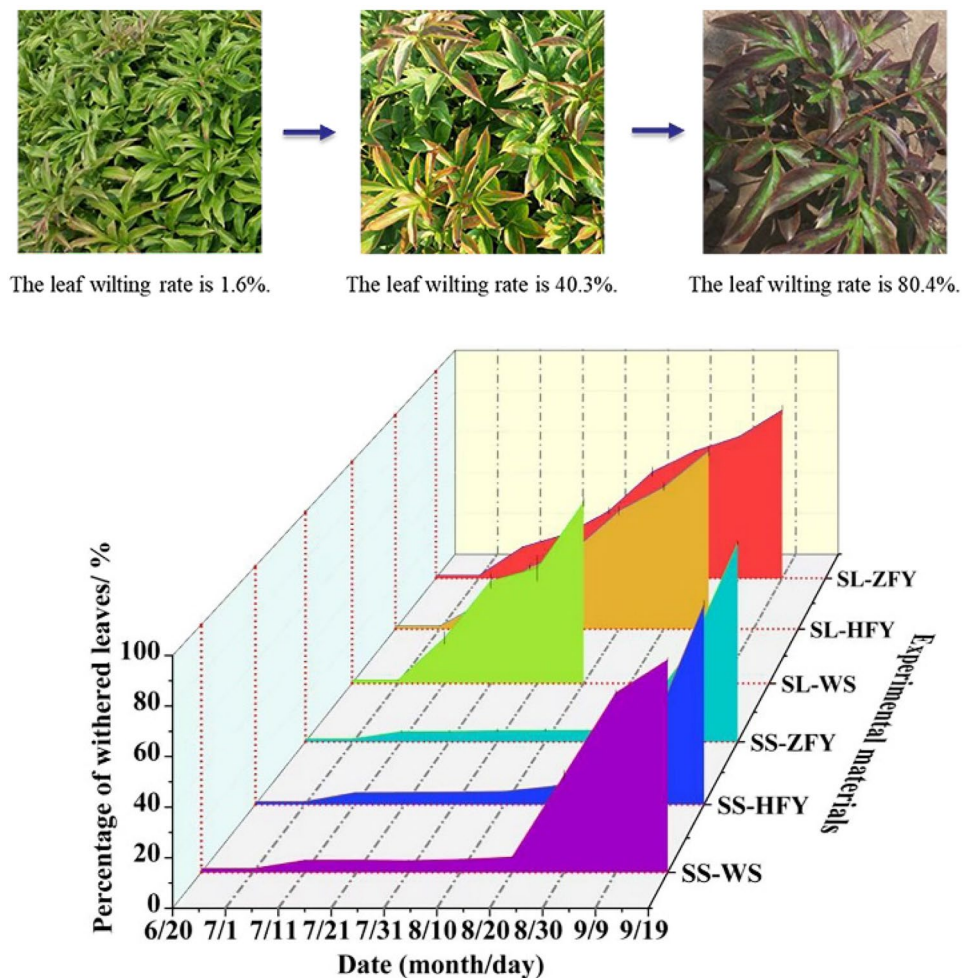 The leaf wilting rate is 1.6%.
The leaf wilting rate is 40.3%.
The leaf wilting rate is 80.4%.
Percentage of withered leaves/ %
100
80
60
40
20
0
6/20 7/1 7/11 7/21 7/31 8/10 8/20 8/30 9/9 9/19
Date (month/day)
SL-ZFY
SL-HFY
SL-WS
SS-ZFY
SS-HFY
SS-WS
Experimental materials